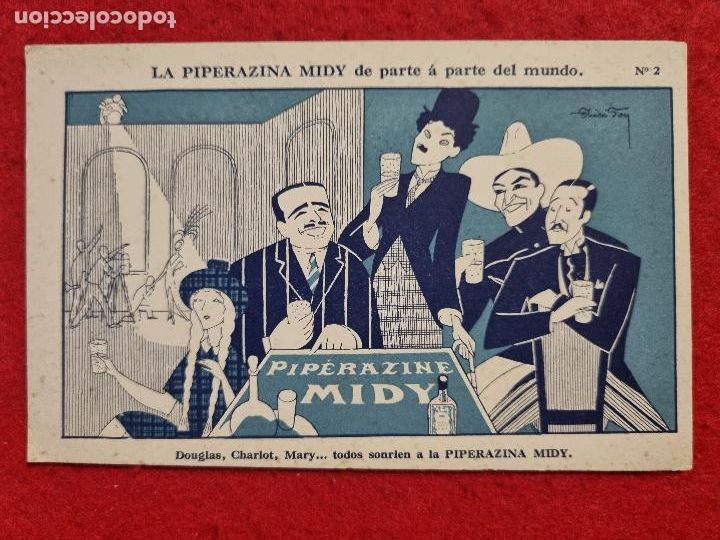 LA PIPERAZINA MIDY de parte á parte del mundo. Nº 2
PIPÉRAZINE
MIDY
Douglas, Charlot, Mary... todos sonrien a la PIPERAZINA MIDY.
todocoleccion